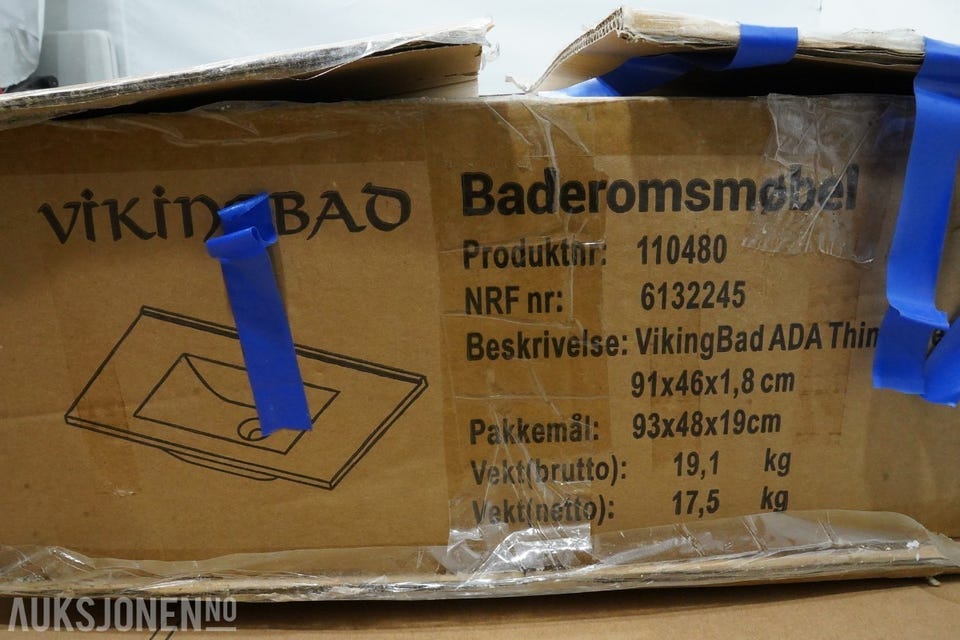 VIKINGBAD
Baderomsmøbel
Produktnr: 110480
NRF nr: 6132245
Beskrivelse: VikingBad ADA Thin
91x46x1,8 cm
Pakkemål: 93x48x19cm
Vekt(brutto): 19,1 kg
Vekt(netto): 17,5 kg
AUKSJONEN NO